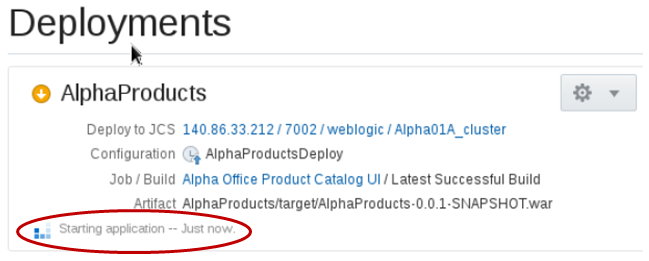 Deployments
AlphaProducts
Deploy to JCS 140.86.33.212 / 7002 / weblogic / Alpha01A_cluster
Configuration AlphaProductsDeploy
Job / Build Alpha Office Product Catalog UI / Latest Successful Build
Artifact AlphaProducts/target/AlphaProducts-0.0.1-SNAPSHOT.war
Starting application -- Just now.